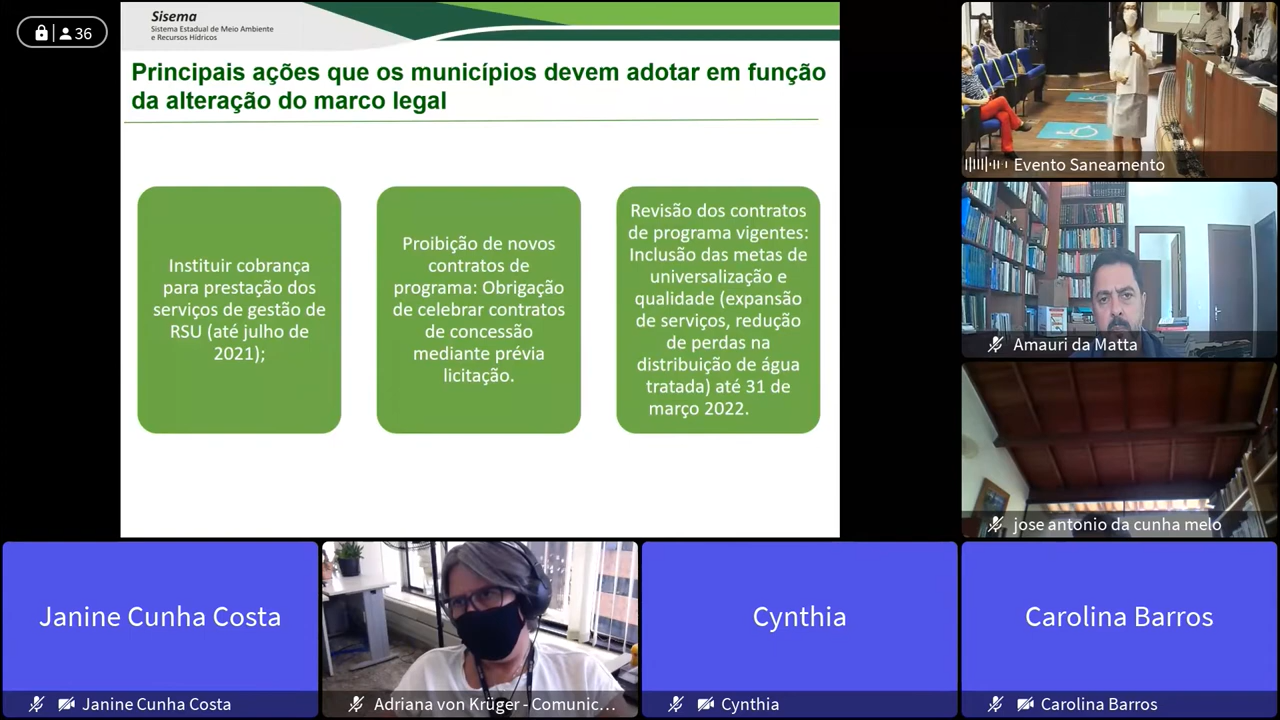 36
Sisema
Sistema Estadual de Meio Ambiente
e Recursos Hídricos
Principais ações que os municípios devem adotar em função
da alteração do marco legal
Instituir cobrança
para prestação dos
serviços de gestão de
RSU (até julho de
2021);
Proibição de novos
contratos de
programa: Obrigação
de celebrar contratos
de concessão
mediante prévia
licitação.
Revisão dos contratos
de programa vigentes:
Inclusão das metas de
universalização e
qualidade (expansão
de serviços, redução
de perdas na
distribuição de água
tratada) até 31 de
março 2022.
Evento Saneamento
Amauri da Matta
jose antonio da cunha melo
Janine Cunha Costa
Janine Cunha Costa
Adriana von Krüger - Comunic...
Cynthia
Cynthia
Carolina Barros
Carolina Barros